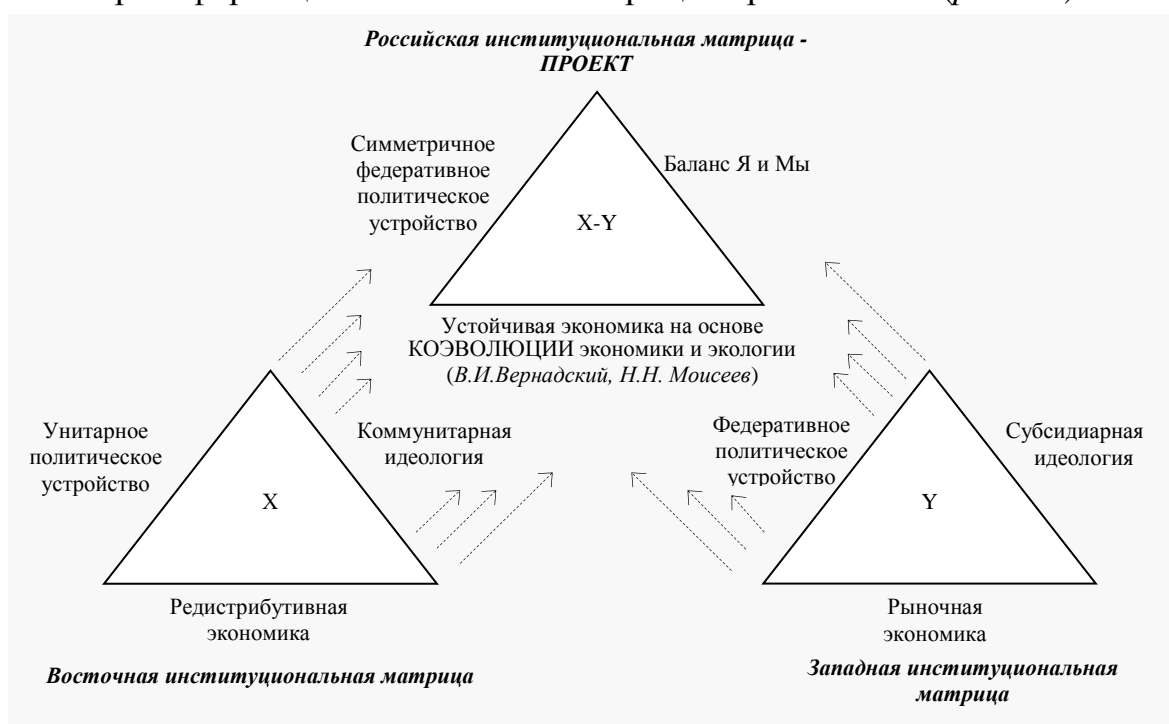 Российская институциональная матрица -
ПРОЕКТ
Симметричное
федеративное
политическое
устройство
Баланс Я и Мы
X-Y
Устойчивая экономика на основе
КОЭВОЛЮЦИИ экономики и экологии
(В.И.Вернадский, Н.Н. Моисеев)
Унитарное
политическое
устройство
Коммунитарная
идеология
Федеративное
политическое
устройство
Субсидиарная
идеология
X
Y
Редистрибутивная
экономика
Рыночная
экономика
Восточная институциональная матрица
Западная институциональная
матрица